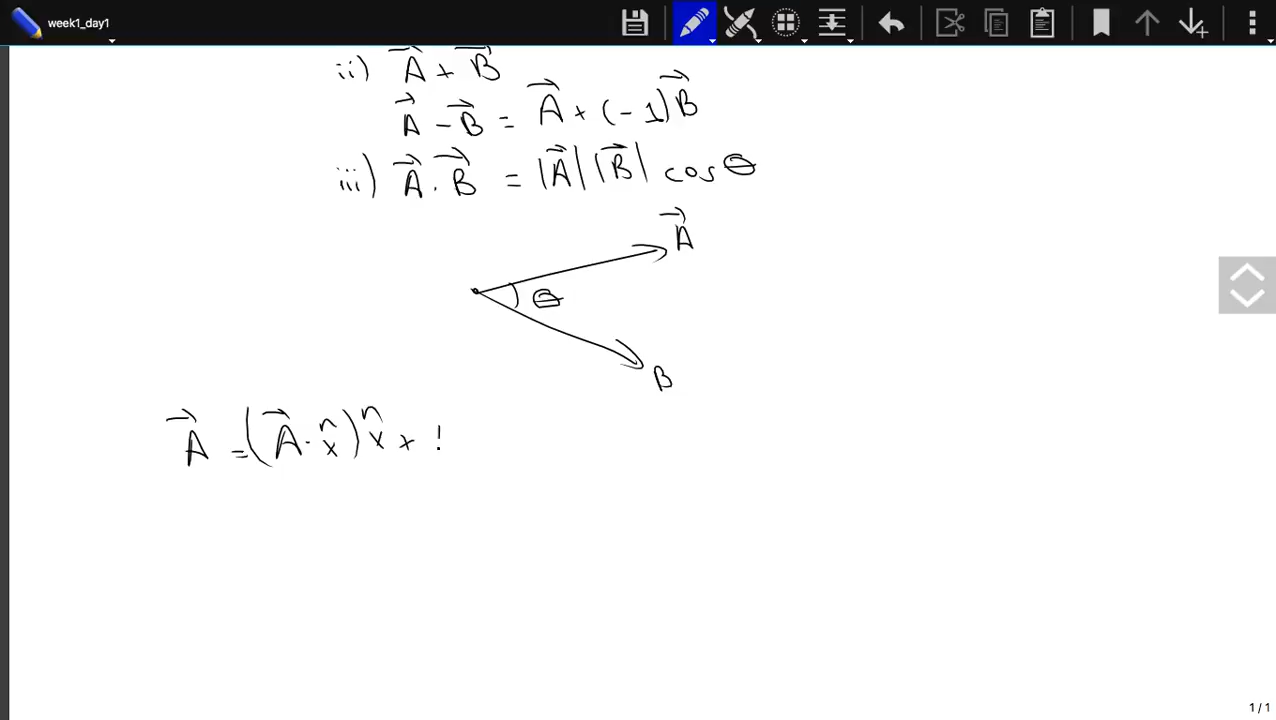 week1_day1
ii) A⃗ + B⃗
A⃗ - B⃗ = A⃗ + (-1)B⃗
iii) A⃗ . B⃗ = |A⃗| |B⃗| cos θ
A⃗
θ
B
A⃗ = (A⃗ · x̂) x̂ +
1 / 1